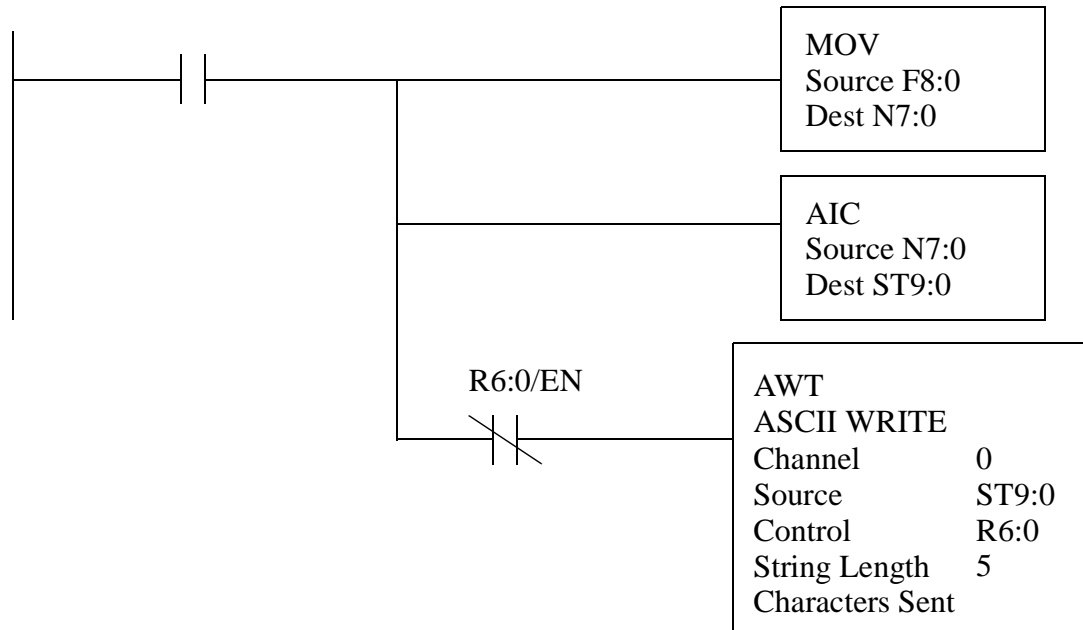 MOV
Source F8:0
Dest N7:0
AIC
Source N7:0
Dest ST9:0
R6:0/EN
AWT
ASCII WRITE
Channel 0
Source ST9:0
Control R6:0
String Length 5
Characters Sent